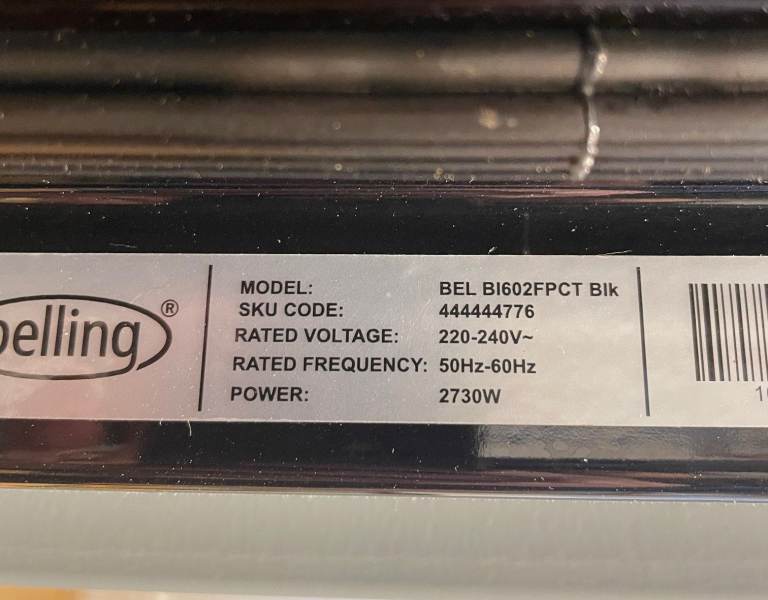 belling®
MODEL: BEL BI602FPCT Blk
SKU CODE: 444444776
RATED VOLTAGE: 220-240V~
RATED FREQUENCY: 50Hz-60Hz
POWER: 2730W